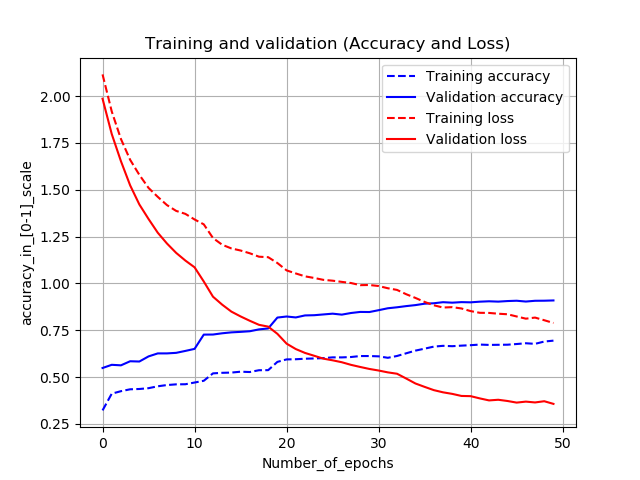 Training and validation (Accuracy and Loss)
Training accuracy
Validation accuracy
Training loss
Validation loss
accuracy_in_[0-1]_scale
2.00
1.75
1.50
1.25
1.00
0.75
0.50
0.25
0 10 20 30 40 50
Number_of_epochs